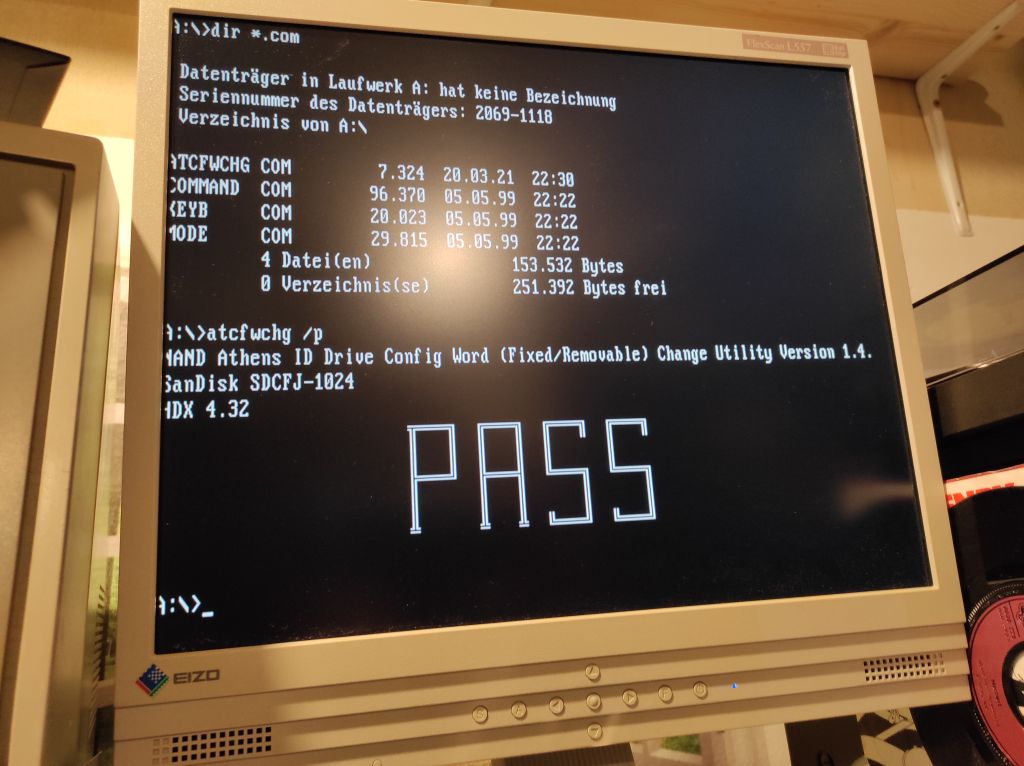 FlexScan L557
A:\>dir *.com
Datenträger in Laufwerk A: hat keine Bezeichnung
Seriennummer des Datenträgers: 2069-1118
Verzeichnis von A:\
ATCFWCHG COM 7.324 20.03.21 22:30
COMMAND COM 96.370 05.05.99 22:22
KEYB COM 20.023 05.05.99 22:22
MODE COM 29.815 05.05.99 22:22
4 Datei(en) 153.532 Bytes
0 Verzeichnis(se) 251.392 Bytes frei
A:\>atcfwchg /p
NAND Athens ID Drive Config Word (Fixed/Removable) Change Utility Version 1.4.
SanDisk SDCFJ-1024
HDX 4.32
PASS
A:\>_
EIZO